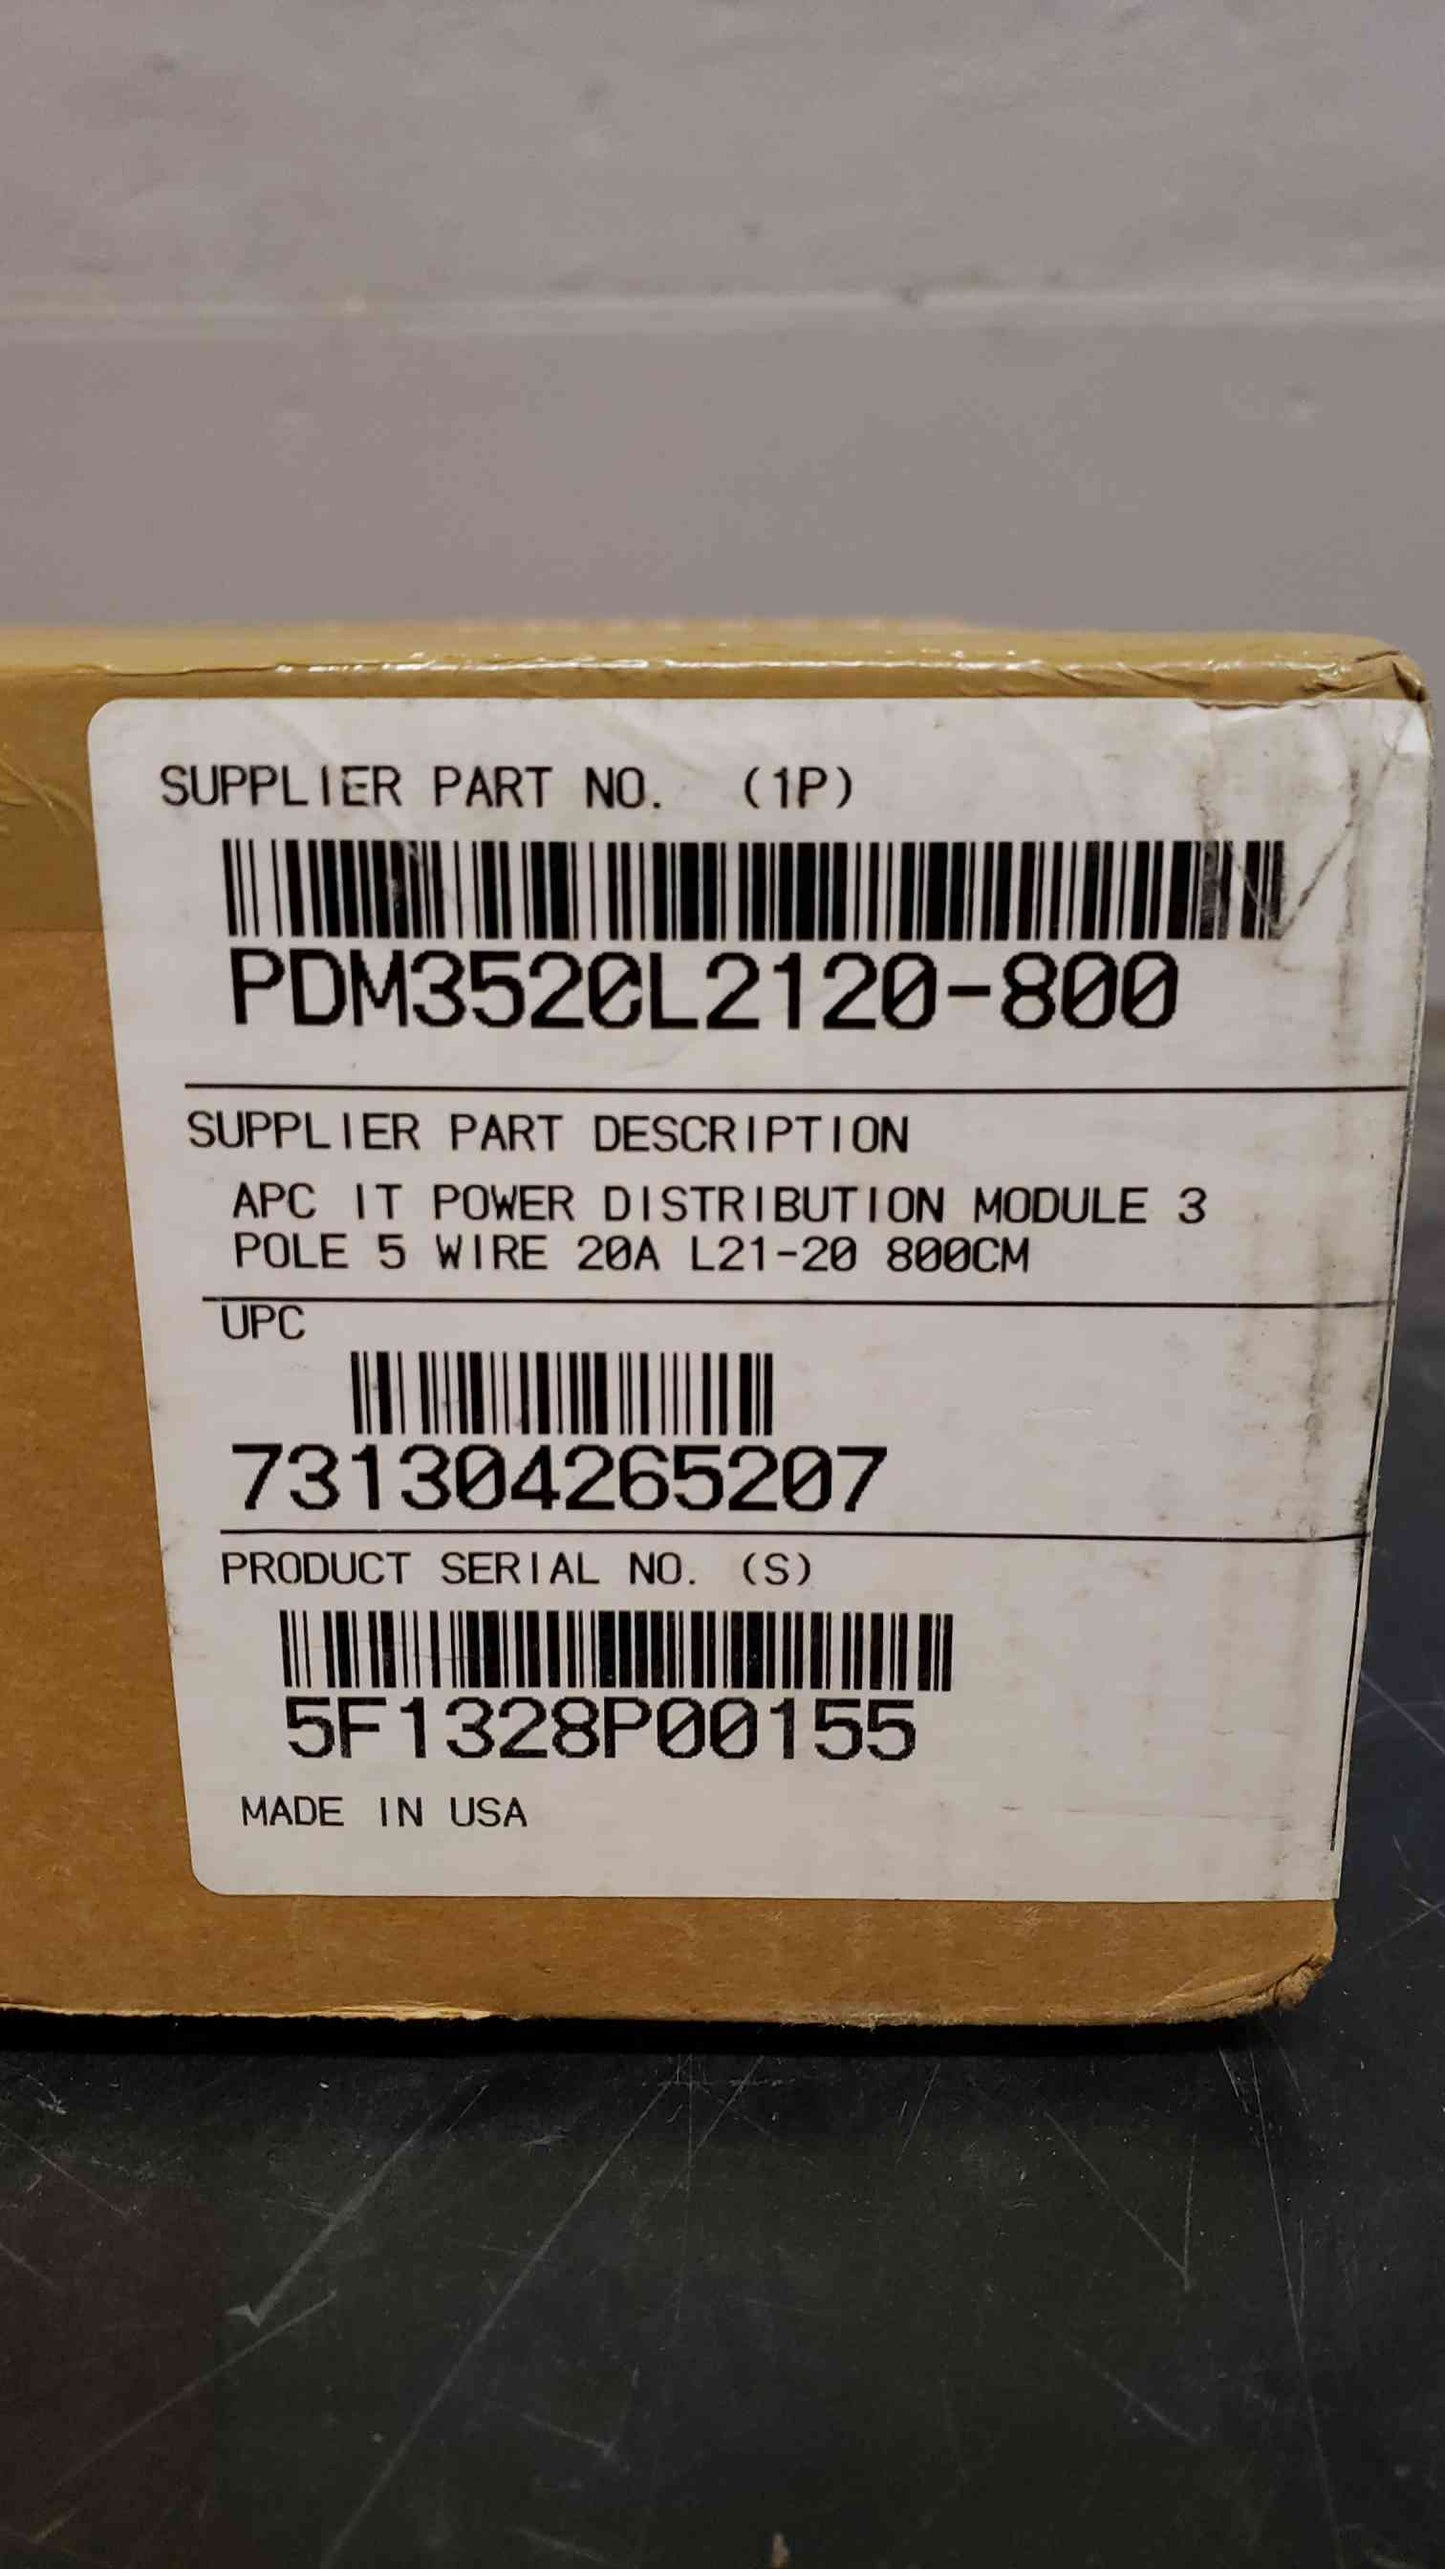 SUPPLIER PART NO. (1P)
PDM3520L2120-800
SUPPLIER PART DESCRIPTION
APC IT POWER DISTRIBUTION MODULE 3
POLE 5 WIRE 20A L21-20 800CM
UPC
731304265207
PRODUCT SERIAL NO. (S)
5F1328P00155
MADE IN USA